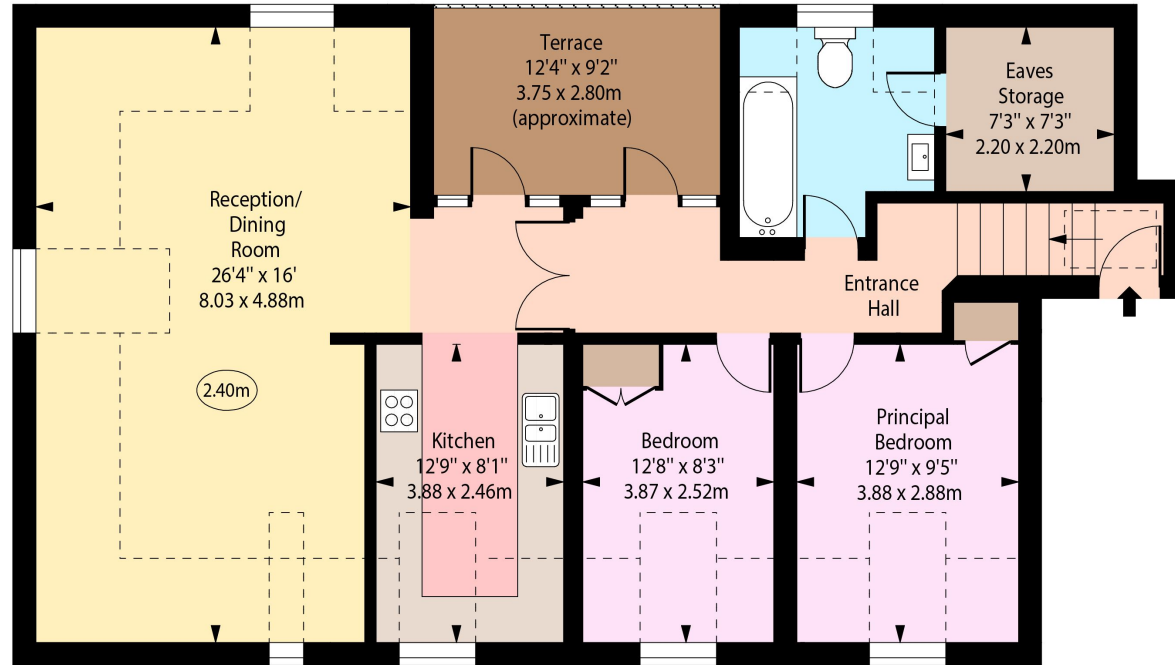 Terrace
12'4" x 9'2"
3.75 x 2.80m
(approximate)
Eaves
Storage
7'3" x 7'3"
2.20 x 2.20m
Reception/
Dining
Room
26'4" x 16'
8.03 x 4.88m
Entrance
Hall
2.40m
Kitchen
12'9" x 8'1"
3.88 x 2.46m
Bedroom
12'8" x 8'3"
3.87 x 2.52m
Principal
Bedroom
12'9" x 9'5"
3.88 x 2.88m